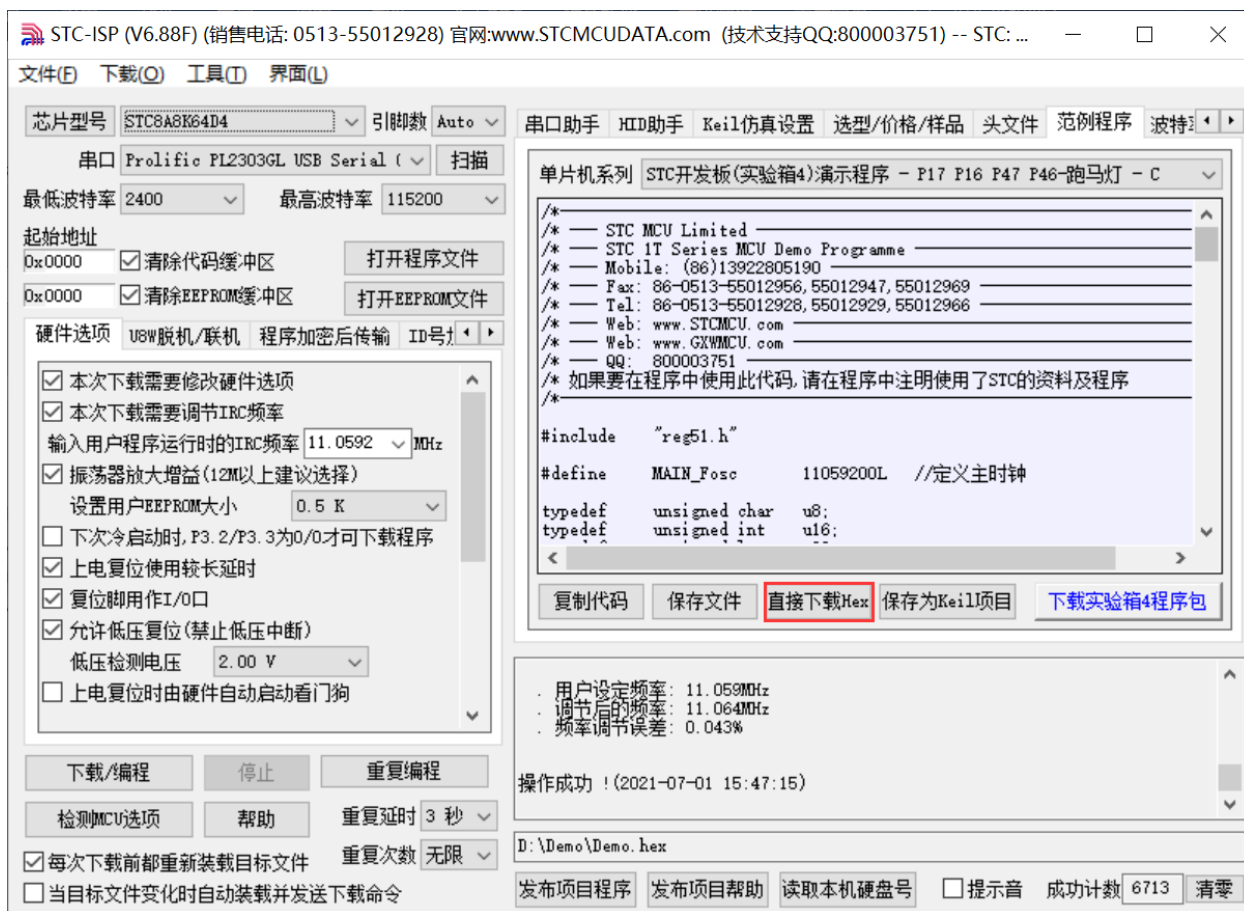 STC-ISP (V6.88F) (销售电话: 0513-55012928) 官网:www.STCMCUDATA.com (技术支持QQ:800003751) -- STC: ...
文件(F) 下载(O) 工具(T) 界面(L)
芯片型号 STC8A8K64D4 引脚数 Auto
串口 Prolific PL2303GL USB Serial ( 扫描
最低波特率 2400 最高波特率 115200
起始地址
0x0000 清除代码缓冲区 打开程序文件
0x0000 清除EEPROM缓冲区 打开EEPROM文件
硬件选项 U8W脱机/联机 程序加密后传输 ID号
本次下载需要修改硬件选项
本次下载需要调节IRC频率
输入用户程序运行时的IRC频率 11.0592 MHz
振荡器放大增益(12M以上建议选择)
设置用户EEPROM大小 0.5 K
下次冷启动时,P3.2/P3.3为0/0才可下载程序
上电复位使用较长延时
复位脚用作I/O口
允许低压复位(禁止低压中断)
低压检测电压 2.00 V
上电复位时由硬件自动启动看门狗
下载/编程 停止 重复编程
检测MCU选项 帮助 重复延时 3 秒
每次下载前都重新装载目标文件 重复次数 无限
当目标文件变化时自动装载并发送下载命令
串口助手 HID助手 Keil仿真设置 选型/价格/样品 头文件 范例程序 波特
单片机系列 STC开发板(实验箱4)演示程序 - P17 P16 P47 P46-跑马灯 - C
/*
/* --- STC MCU Limited
/* --- STC 1T Series MCU Demo Programme
/* --- Mobile: (86)13922805190
/* --- Fax: 86-0513-55012956,55012947,55012969
/* --- Tel: 86-0513-55012928,55012929,55012966
/* --- Web: www.STCMCU.com
/* --- Web: www.GXWMCU.com
/* --- QQ: 800003751
/* 如果要在程序中使用此代码,请在程序中注明使用了STC的资料及程序
/*
#include "reg51.h"
#define MAIN_Fosc 11059200L //定义主时钟
typedef unsigned char u8;
typedef unsigned int u16;
复制代码 保存文件 直接下载Hex 保存为Keil项目 下载实验箱4程序包
. 用户设定频率: 11.059MHz
. 调节后的频率: 11.064MHz
. 频率调节误差: 0.043%
操作成功 !(2021-07-01 15:47:15)
D:\Demo\Demo.hex
发布项目程序 发布项目帮助 读取本机硬盘号 提示音 成功计数 6713 清零